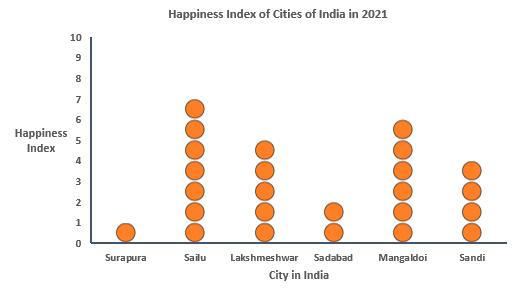 Happiness Index of Cities of India in 2021
10
9
8
7
6
5
4
3
2
1
0
Happiness
Index
Surapura Sailu Lakshmeshwar Sadabad Mangaldoi Sandi
City in India